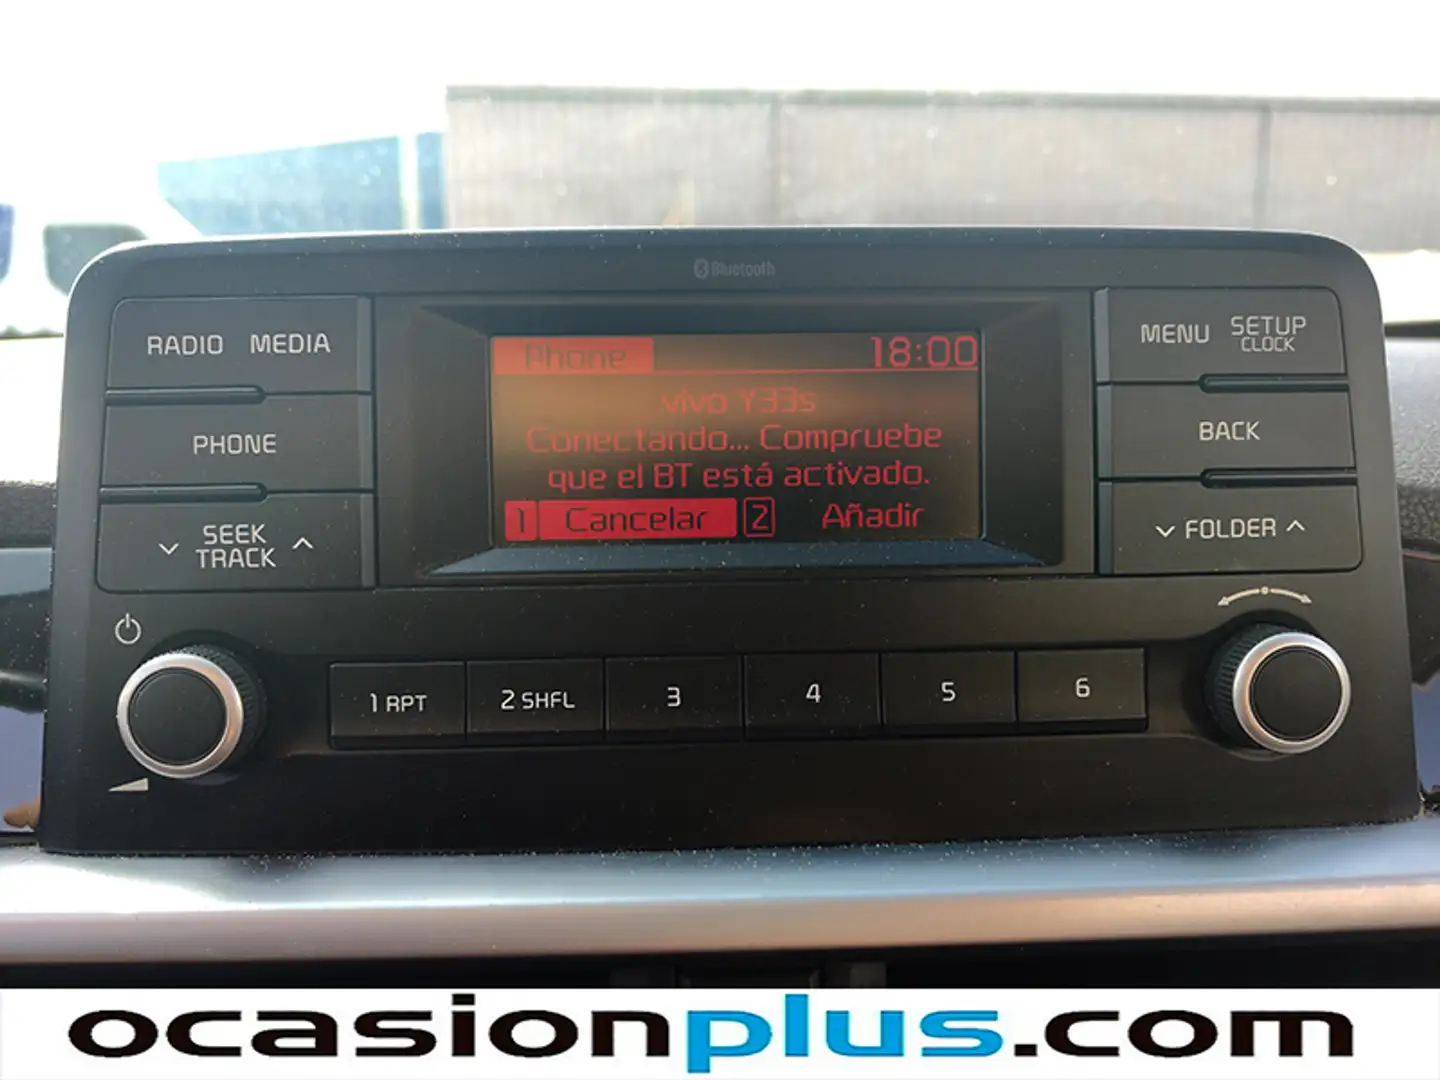 Bluetooth
RADIO MEDIA
PHONE
SEEK
TRACK
Phone 18:00
vivo Y33s
Conectando... Compruebe
que el BT está activado.
1 Cancelar 2 Añadir
MENU SETUP
CLOCK
BACK
FOLDER
1 RPT 2 SHFL 3 4 5 6
ocasionplus.com